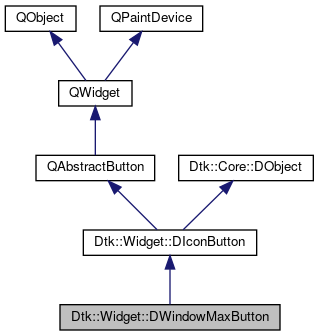 QObject
QPaintDevice
QWidget
QAbstractButton
Dtk::Core::DObject
Dtk::Widget::DIconButton
Dtk::Widget::DWindowMaxButton